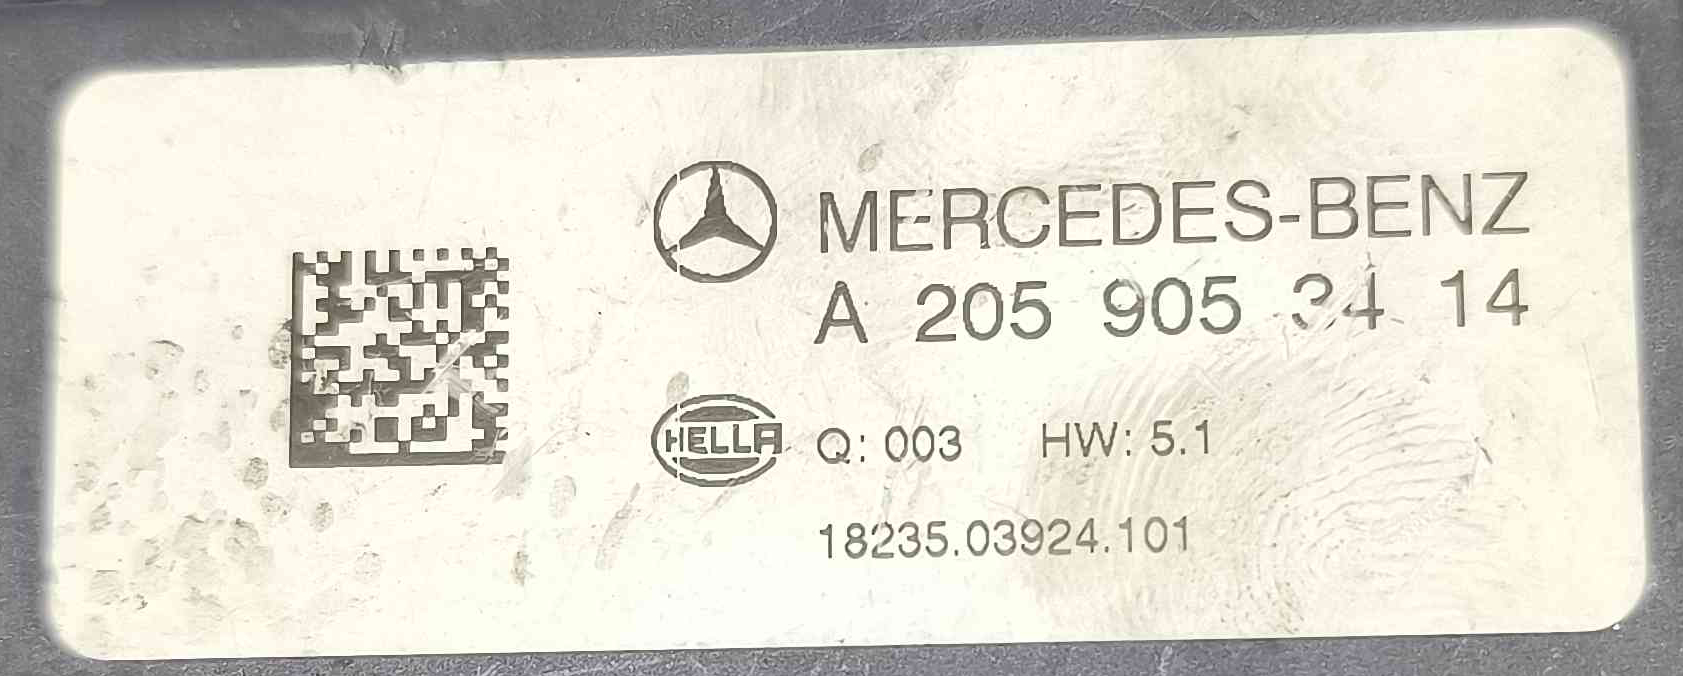 MERCEDES-BENZ
A 205 905 34 14
HELLA Q: 003 HW: 5.1
18235.03924.101